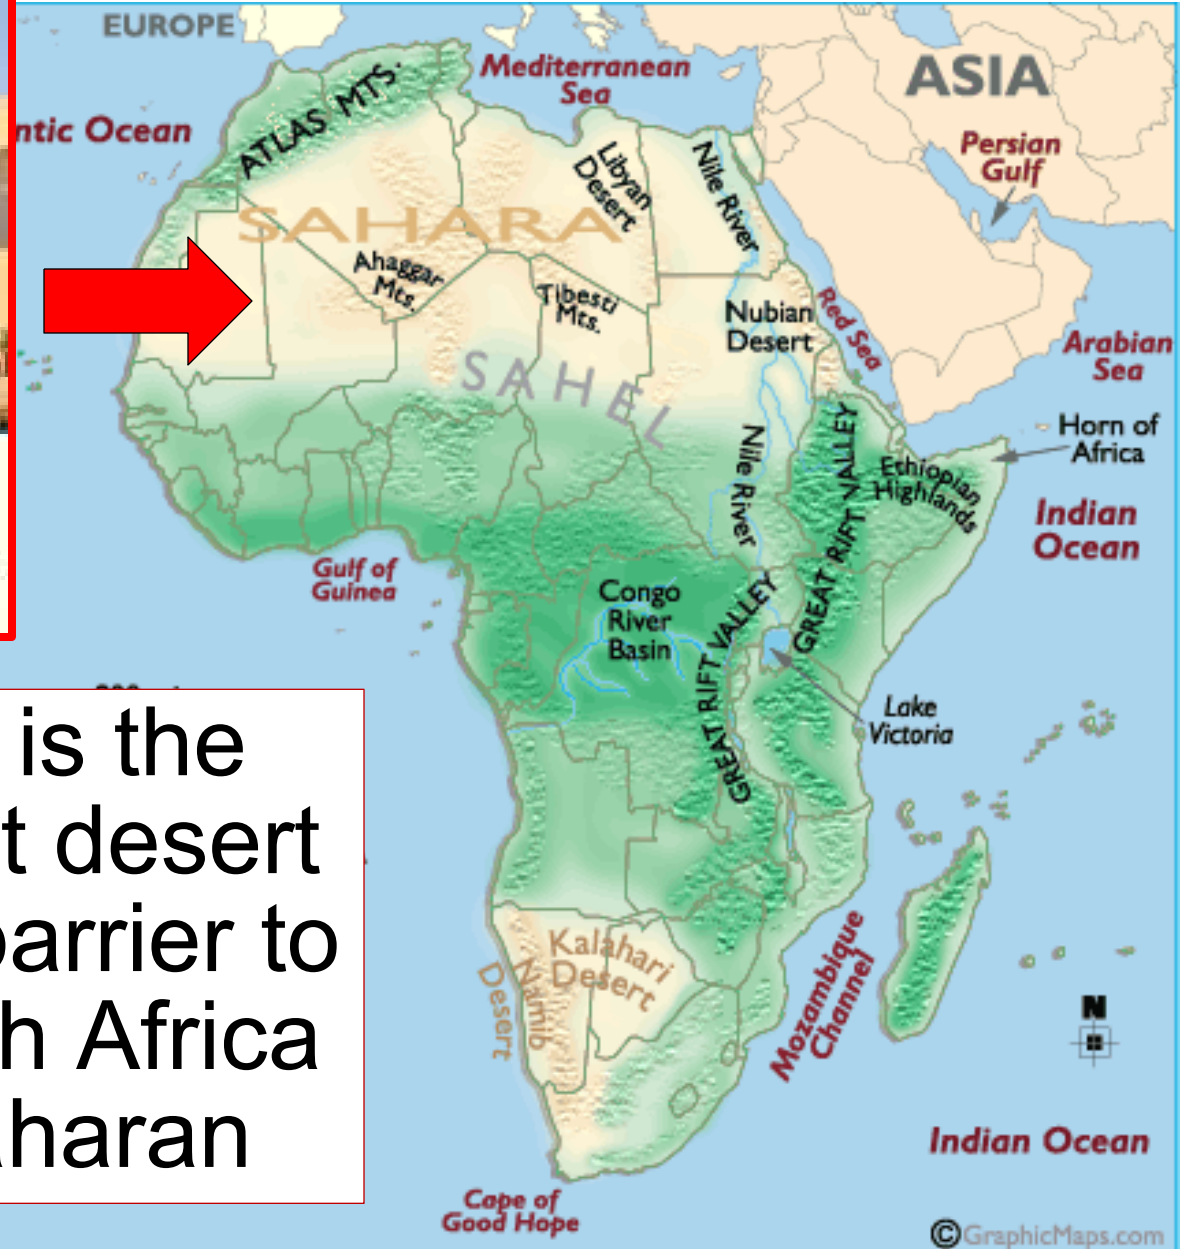 EUROPE
Mediterranean
Sea
ASIA
ntic Ocean
ATLAS MTS.
Persian
Gulf
Libyan
Desert
Nile River
SAHARA
Ahaggar
Mts.
Tibesti
Mts.
Nubian
Desert
Red Sea
Arabian
Sea
SAHEL
Horn of
Africa
Nile River
GREAT RIFT VALLEY
Ethiopian
Highlands
Indian
Ocean
Gulf of
Guinea
Congo
River
Basin
GREAT RIFT VALLEY
Lake
Victoria
is the
t desert
barrier to
h Africa
haran
Kalahari
Desert
Namib
Desert
Mozambique
Channel
N
Indian Ocean
Cape of
Good Hope
©GraphicMaps.com